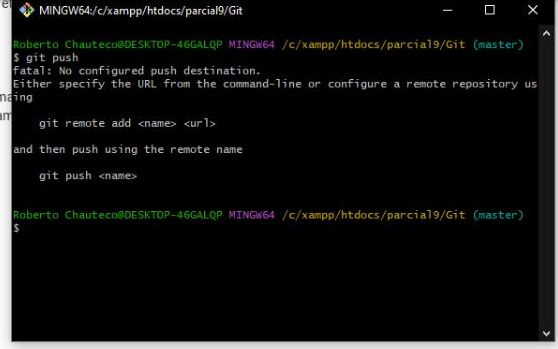 MINGW64:/c/xampp/htdocs/parcial9/Git
Roberto Chauteco@DESKTOP-46GALQP MINGW64 /c/xampp/htdocs/parcial9/Git (master)
$ git push
fatal: No configured push destination.
Either specify the URL from the command-line or configure a remote repository us
ing
git remote add <name> <url>
and then push using the remote name
git push <name>
Roberto Chauteco@DESKTOP-46GALQP MINGW64 /c/xampp/htdocs/parcial9/Git (master)
$